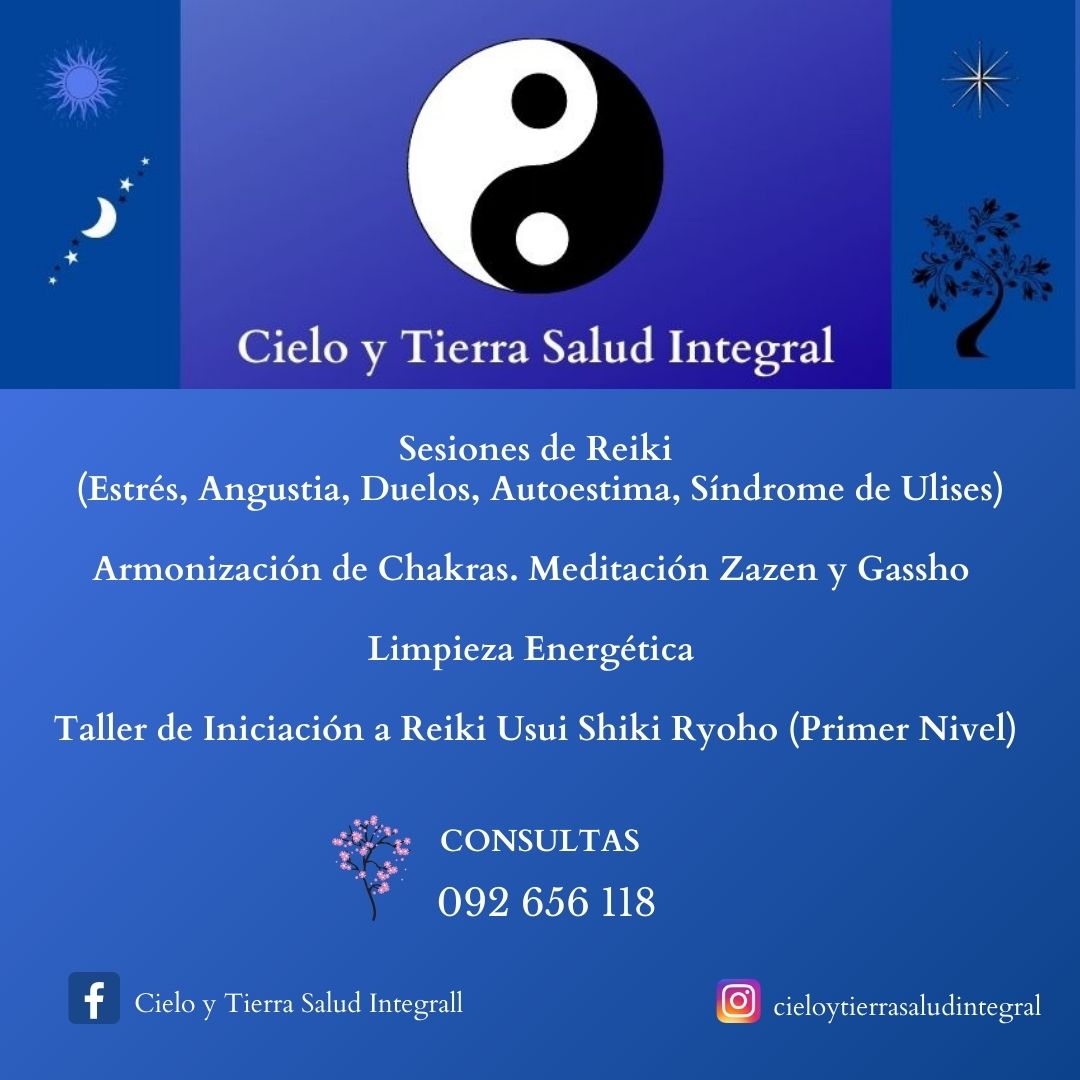 Cielo y Tierra Salud Integral
Sesiones de Reiki
(Estrés, Angustia, Duelos, Autoestima, Síndrome de Ulises)
Armonización de Chakras. Meditación Zazen y Gassho
Limpieza Energética
Taller de Iniciación a Reiki Usui Shiki Ryoho (Primer Nivel)
CONSULTAS
092 656 118
Cielo y Tierra Salud Integrall
cieloytierrasaludintegral